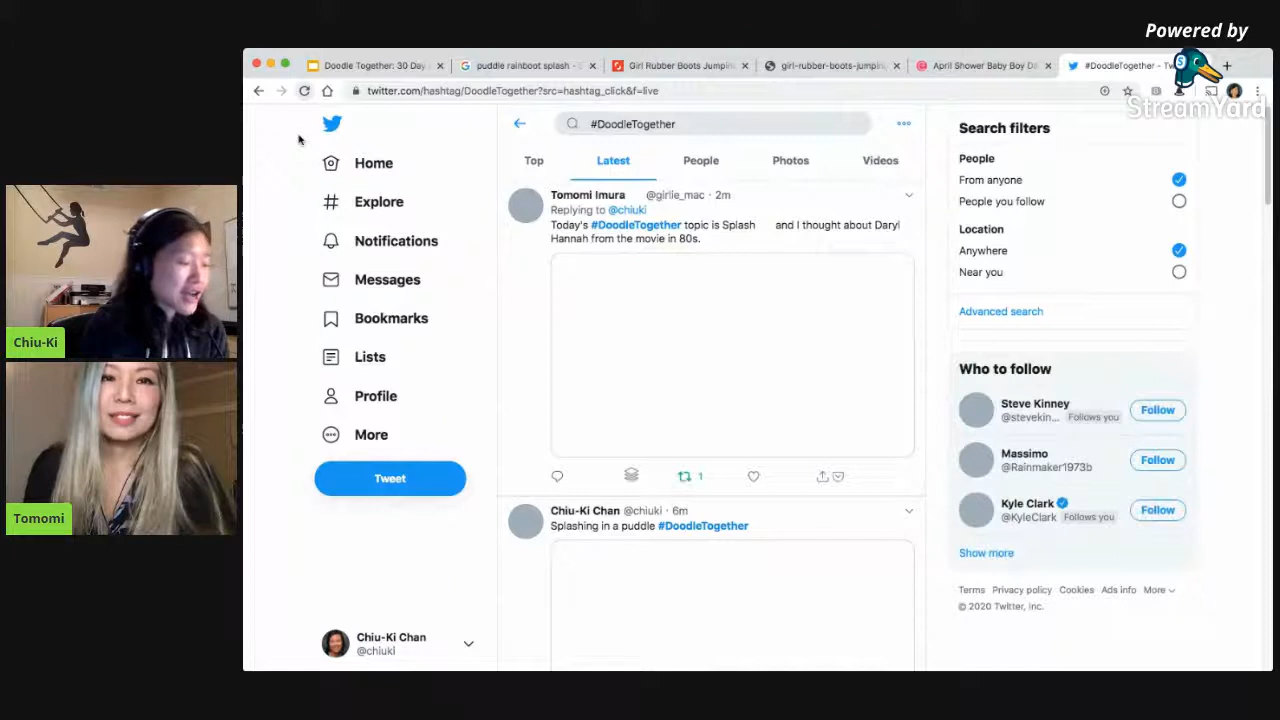 Powered by
StreamYard
Doodle Together: 30 Day
puddle rainboot splash -
Girl Rubber Boots Jumpin
girl-rubber-boots-jumpin
April Shower Baby Boy D
#DoodleTogether - Tw
twitter.com/hashtag/DoodleTogether?src=hashtag_click&f=live
Chiu-Ki
Tomomi
Home
Explore
Notifications
Messages
Bookmarks
Lists
Profile
More
Tweet
Chiu-Ki Chan
@chiuki
#DoodleTogether
Top
Latest
People
Photos
Videos
Tomomi Imura @girlie_mac · 2m
Replying to @chiuki
Today's #DoodleTogether topic is Splash and I thought about Daryl
Hannah from the movie in 80s.
1
Chiu-Ki Chan @chiuki · 6m
Splashing in a puddle #DoodleTogether
Search filters
People
From anyone
People you follow
Location
Anywhere
Near you
Advanced search
Who to follow
Steve Kinney
@stevekin... Follows you
Follow
Massimo
@Rainmaker1973b
Follow
Kyle Clark
@KyleClark Follows you
Follow
Show more
Terms Privacy policy Cookies Ads info More
© 2020 Twitter, Inc.